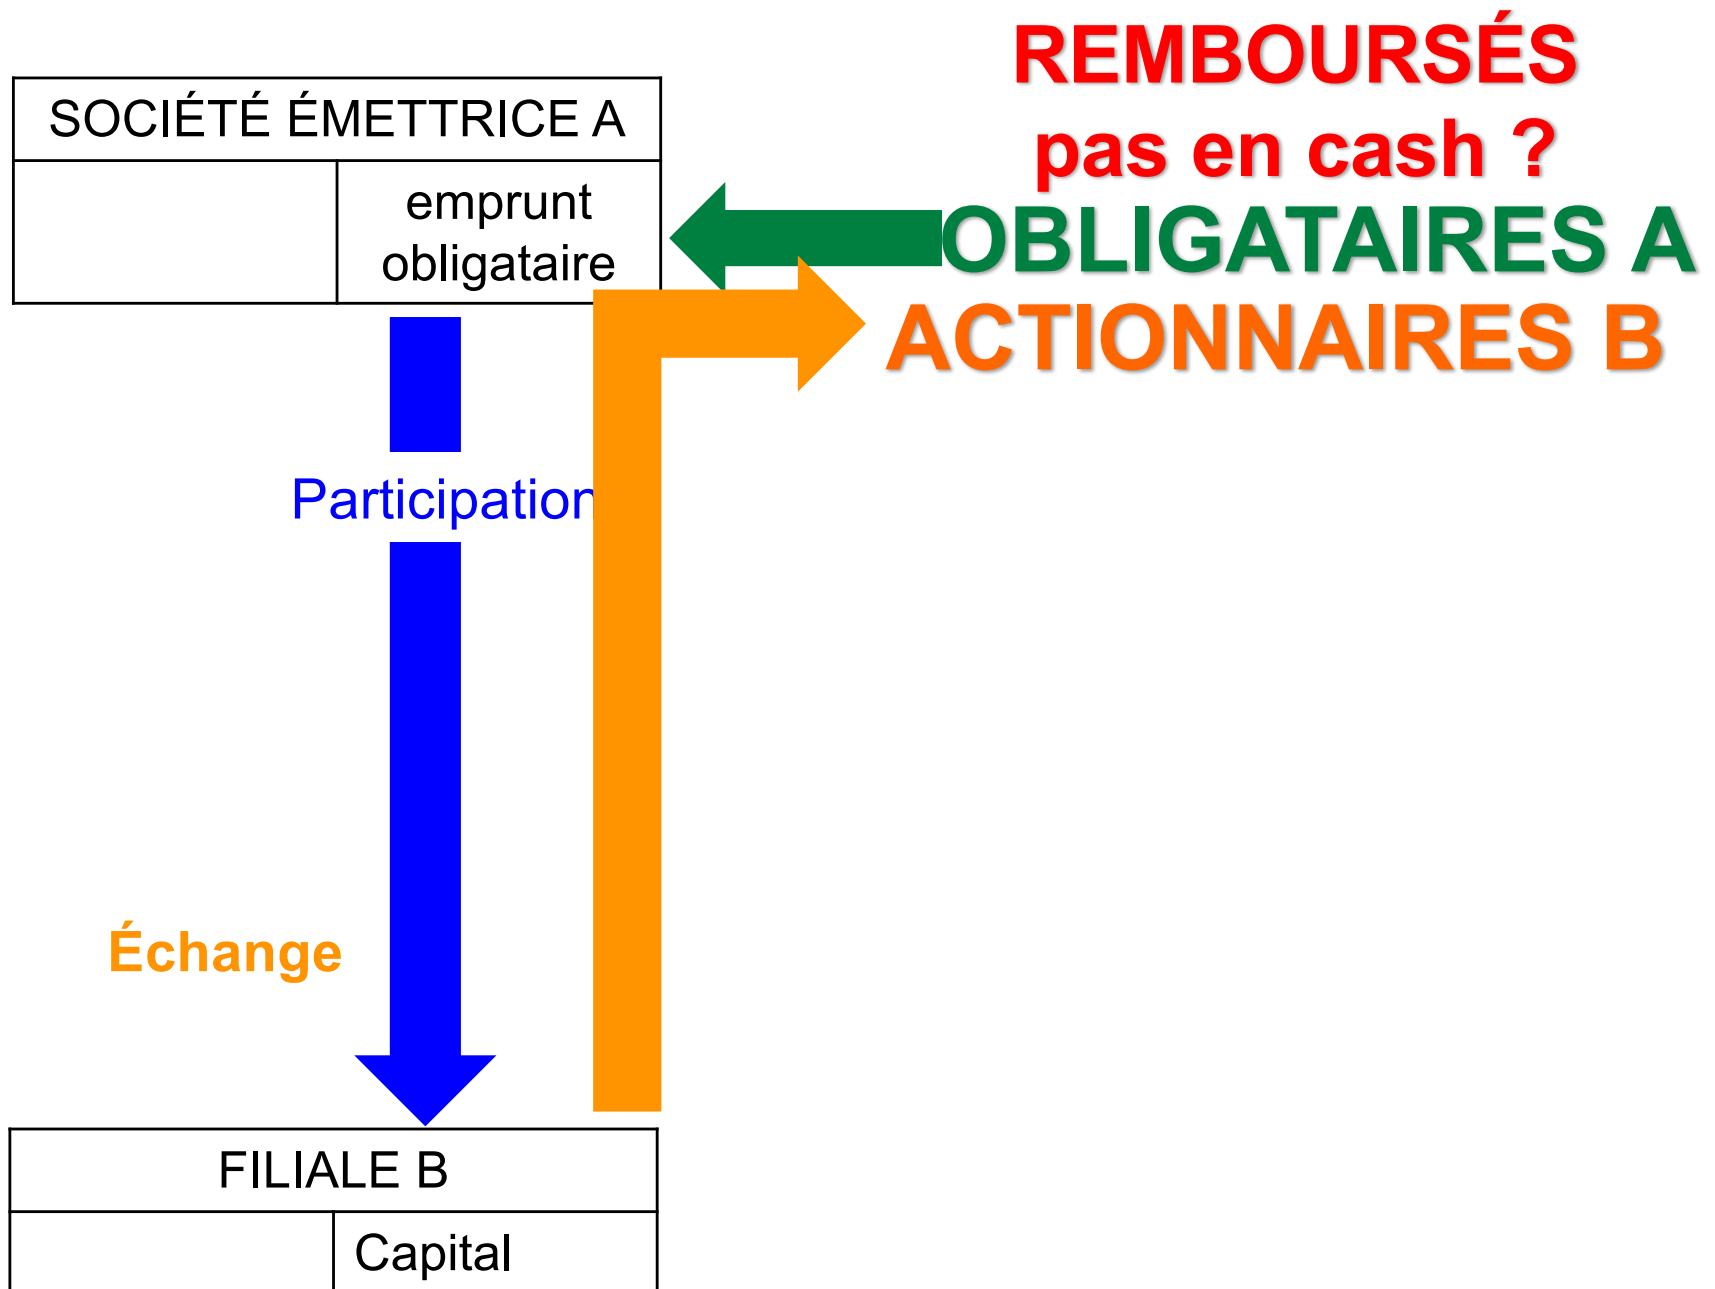 REMBOURSÉS
pas en cash ?
SOCIÉTÉ ÉMETTRICE A
emprunt
obligataire
OBLIGATAIRES A
ACTIONNAIRES B
Participation
Échange
FILIALE B
Capital